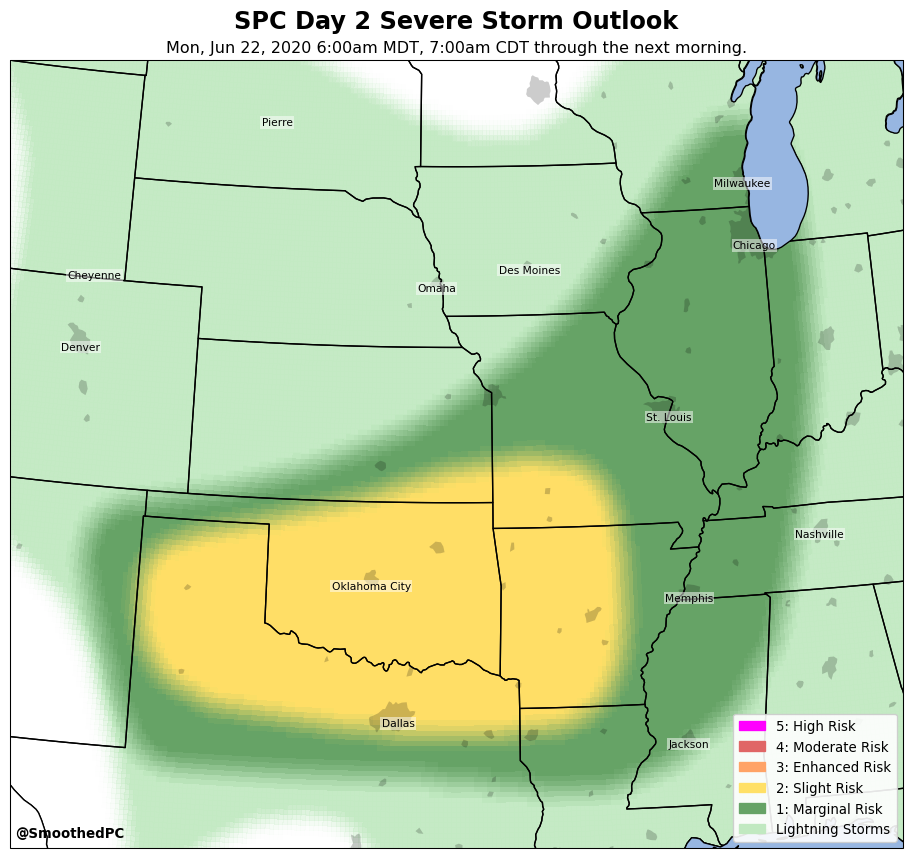 SPC Day 2 Severe Storm Outlook
Mon, Jun 22, 2020 6:00am MDT, 7:00am CDT through the next morning.
Pierre
Milwaukee
Chicago
Cheyenne
Des Moines
Omaha
Denver
St. Louis
Nashville
Oklahoma City
Memphis
Dallas
Jackson
5: High Risk
4: Moderate Risk
3: Enhanced Risk
2: Slight Risk
1: Marginal Risk
Lightning Storms
@SmoothedPC